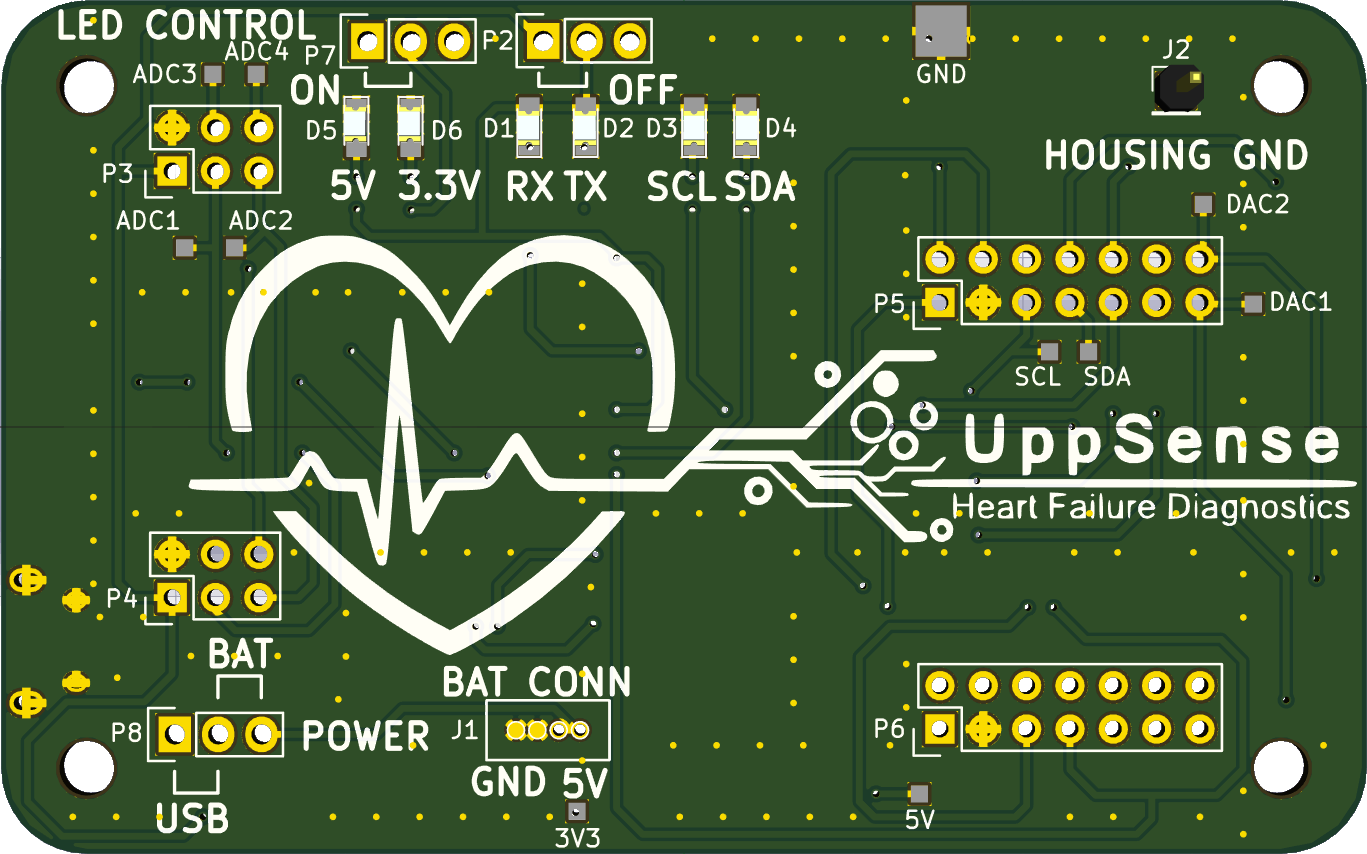 LED CONTROL
ADC4
P7
P2
ADC3
GND
J2
ON
OFF
D5
D6
D1
D2
D3
D4
HOUSING GND
P3
5V
3.3V
RX
TX
SCL
SDA
ADC1
ADC2
DAC2
P5
DAC1
SCL
SDA
UppSense
Heart Failure Diagnostics
P4
BAT
BAT CONN
P8
POWER
J1
P6
GND
5V
USB
3V3
5V